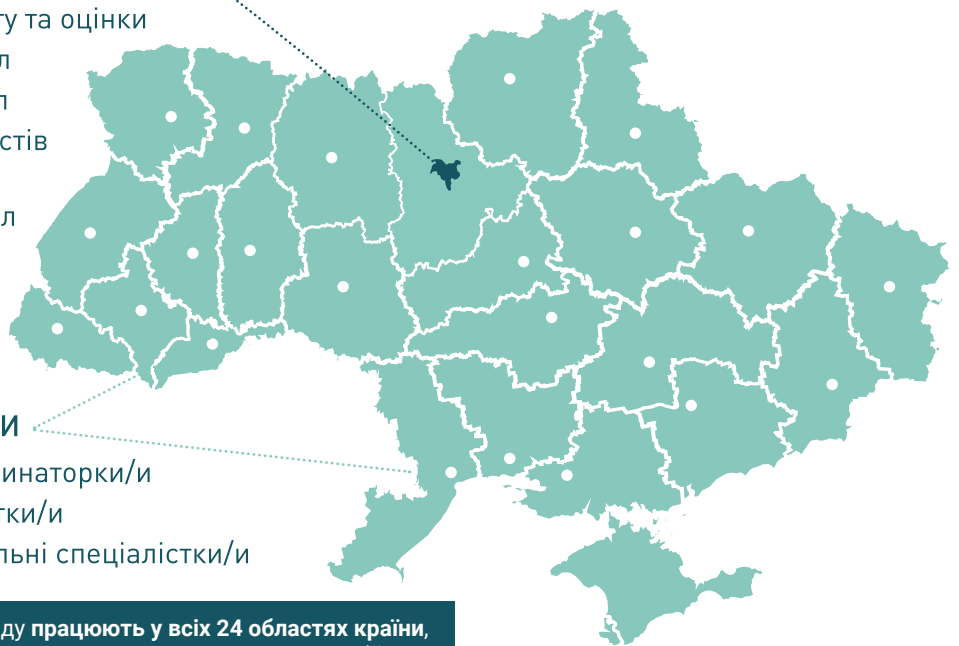 ту та оцінки
л
л
стів
л
и
инаторки/и
тки/и
льні спеціалістки/и
ду працюють у всіх 24 областях країни,